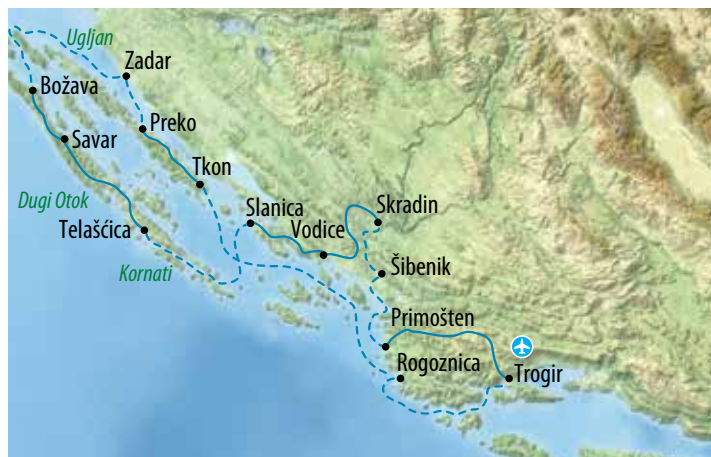 Ugljan
Zadar
Božava
Preko
Savar
Tkon
Dugi Otok
Slanica
Skradin
Vodice
Telašćica
Kornati
Šibenik
Primošten
Rogoznica
Trogir